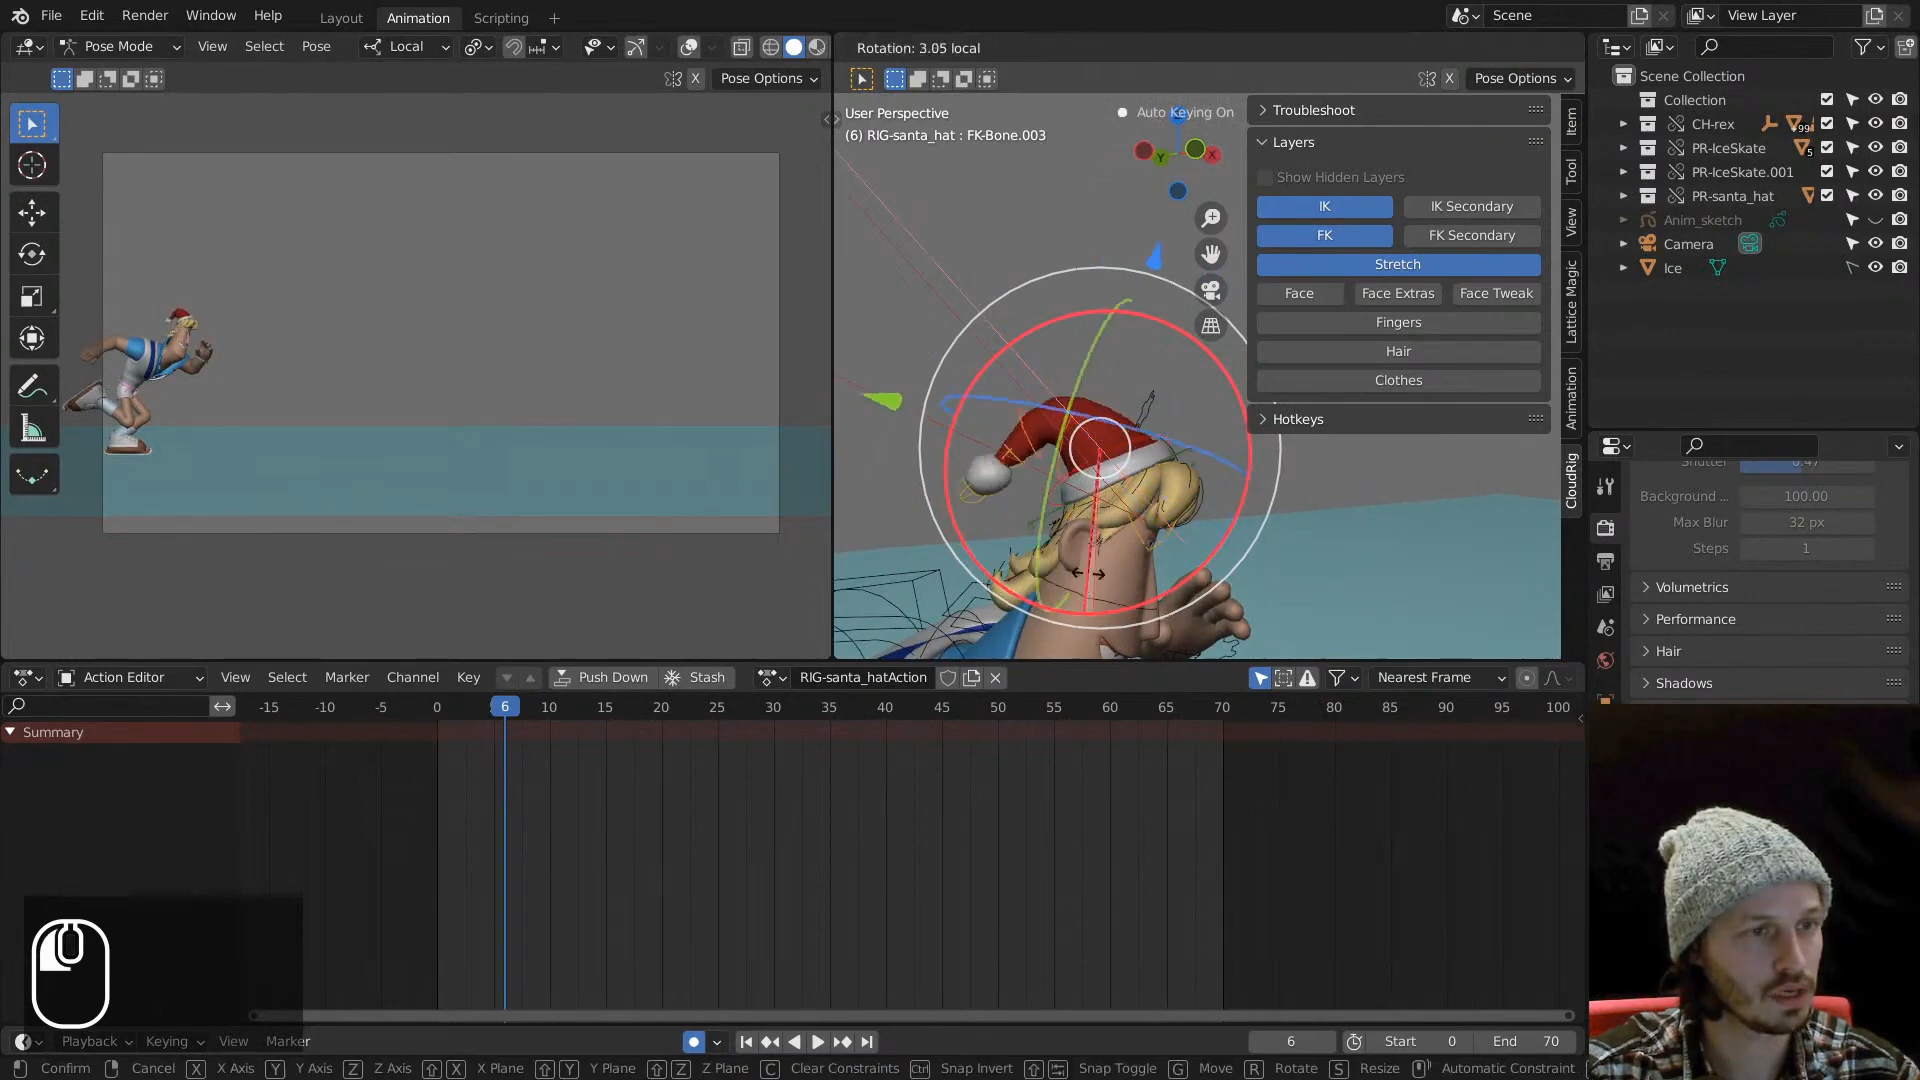 File Edit Render Window Help Layout Animation Scripting + Scene View Layer
Pose Mode View Select Pose Local Rotation: 3.05 local
X Pose Options X Pose Options
User Perspective
(6) RIG-santa_hat : FK-Bone.003
Auto Keying On
Y X
Troubleshoot
Layers
Show Hidden Layers
IK IK Secondary
FK FK Secondary
Stretch
Face Face Extras Face Tweak
Fingers
Hair
Clothes
Hotkeys
Item
Tool
View
Lattice Magic
Animation
CloudRig
Scene Collection
Collection
CH-rex 99
PR-IceSkate 5
PR-IceSkate.001
PR-santa_hat
Anim_sketch
Camera
Ice
Shutter 0.47
Background ... 100.00
Max Blur 32 px
Steps 1
Volumetrics
Performance
Hair
Shadows
Action Editor View Select Marker Channel Key Push Down Stash RIG-santa_hatAction Nearest Frame
-15 -10 -5 0 6 10 15 20 25 30 35 40 45 50 55 60 65 70 75 80 85 90 95 100
Summary
Playback Keying View Marker 6 Start 0 End 70
Confirm Cancel X X Axis Y Y Axis Z Z Axis X X Plane Y Y Plane Z Z Plane C Clear Constraints Ctrl Snap Invert Snap Toggle G Move R Rotate S Resize Automatic Constraint